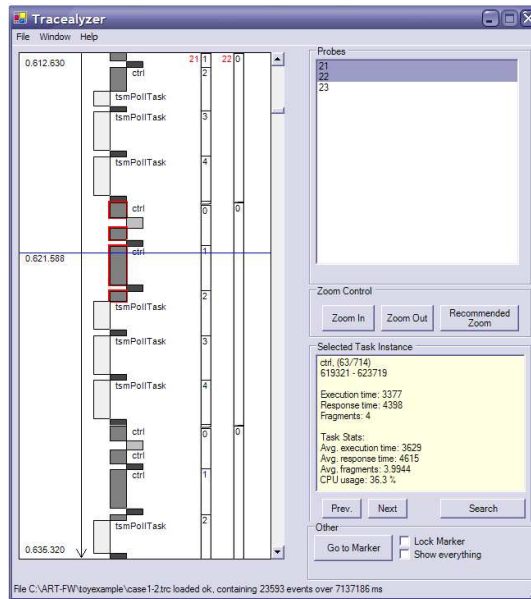 Tracealyzer
File Window Help
0.612.630
21 1 22 0
ctrl
2
tsmPollTask
tsmPollTask
3
tsmPollTask
4
ctrl
0 0
0.621.588
ctrl
1
2
tsmPollTask
tsmPollTask
3
tsmPollTask
4
ctrl
0 0
ctrl
ctrl
1
2
tsmPollTask
0.635.320
Probes
21
22
23
Zoom Control
Zoom In Zoom Out Recommended Zoom
Selected Task Instance
ctrl, (63/714)
619321 - 623719
Execution time: 3377
Response time: 4398
Fragments: 4
Task Stats:
Avg. execution time: 3629
Avg. response time: 4615
Avg. fragments: 3.9944
CPU usage: 36.3 %
Prev. Next Search
Other
Go to Marker
Lock Marker
Show everything
File C:\ART-FW\toyexample\case1-2.trc loaded ok, containing 23593 events over 7137186 ms